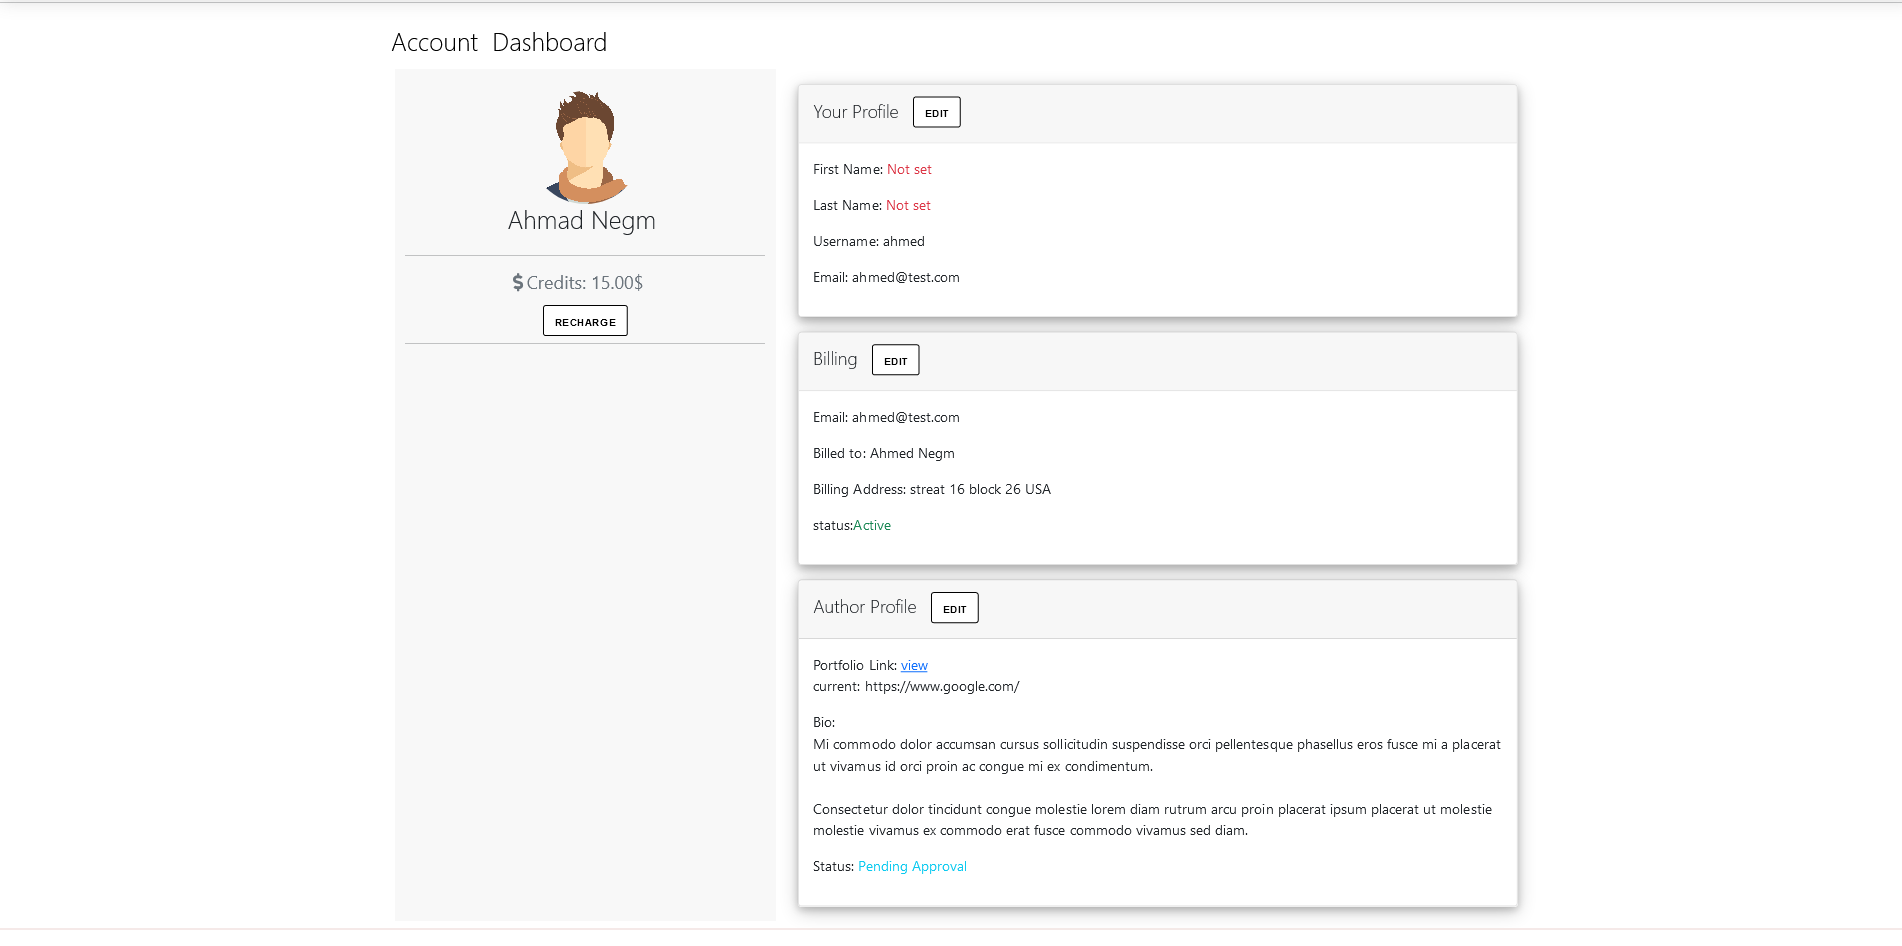 Account Dashboard
Ahmad Negm
$ Credits: 15.00$
RECHARGE
Your Profile EDIT
First Name: Not set
Last Name: Not set
Username: ahmed
Email: ahmed@test.com
Billing EDIT
Email: ahmed@test.com
Billed to: Ahmed Negm
Billing Address: streat 16 block 26 USA
status:Active
Author Profile EDIT
Portfolio Link: view
current: https://www.google.com/
Bio:
Mi commodo dolor accumsan cursus sollicitudin suspendisse orci pellentesque phasellus eros fusce mi a placerat
ut vivamus id orci proin ac congue mi ex condimentum.
Consectetur dolor tincidunt congue molestie lorem diam rutrum arcu proin placerat ipsum placerat ut molestie
molestie vivamus ex commodo erat fusce commodo vivamus sed diam.
Status: Pending Approval